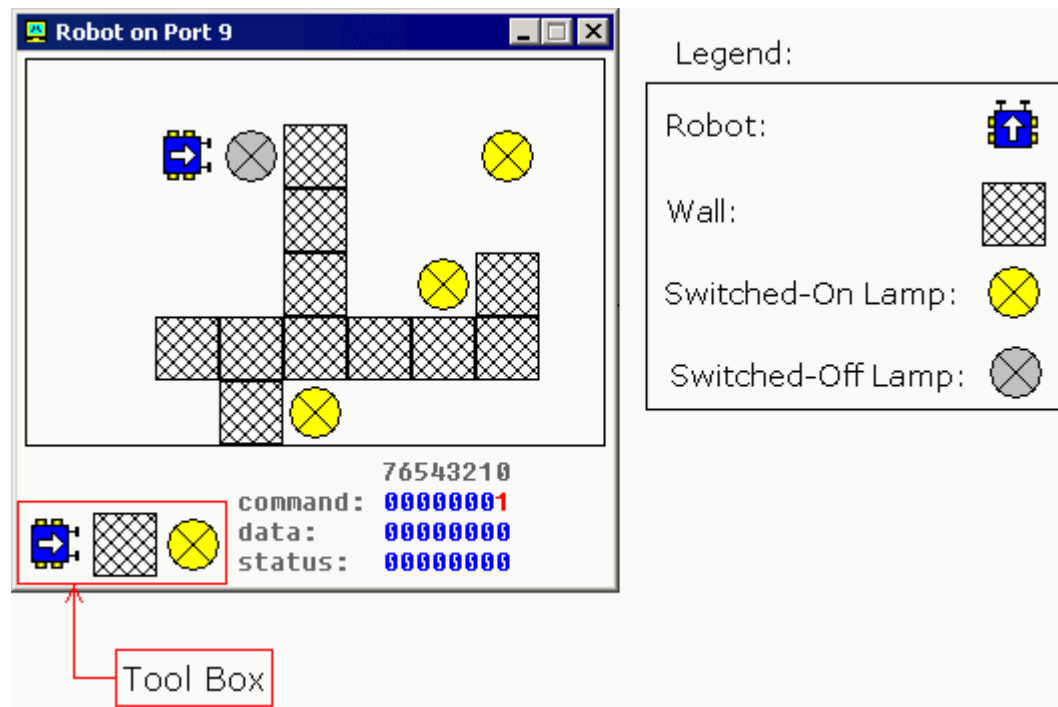 Robot on Port 9
76543210
command: 00000001
data: 00000000
status: 00000000
Tool Box
Legend:
Robot:
Wall:
Switched-On Lamp:
Switched-Off Lamp: